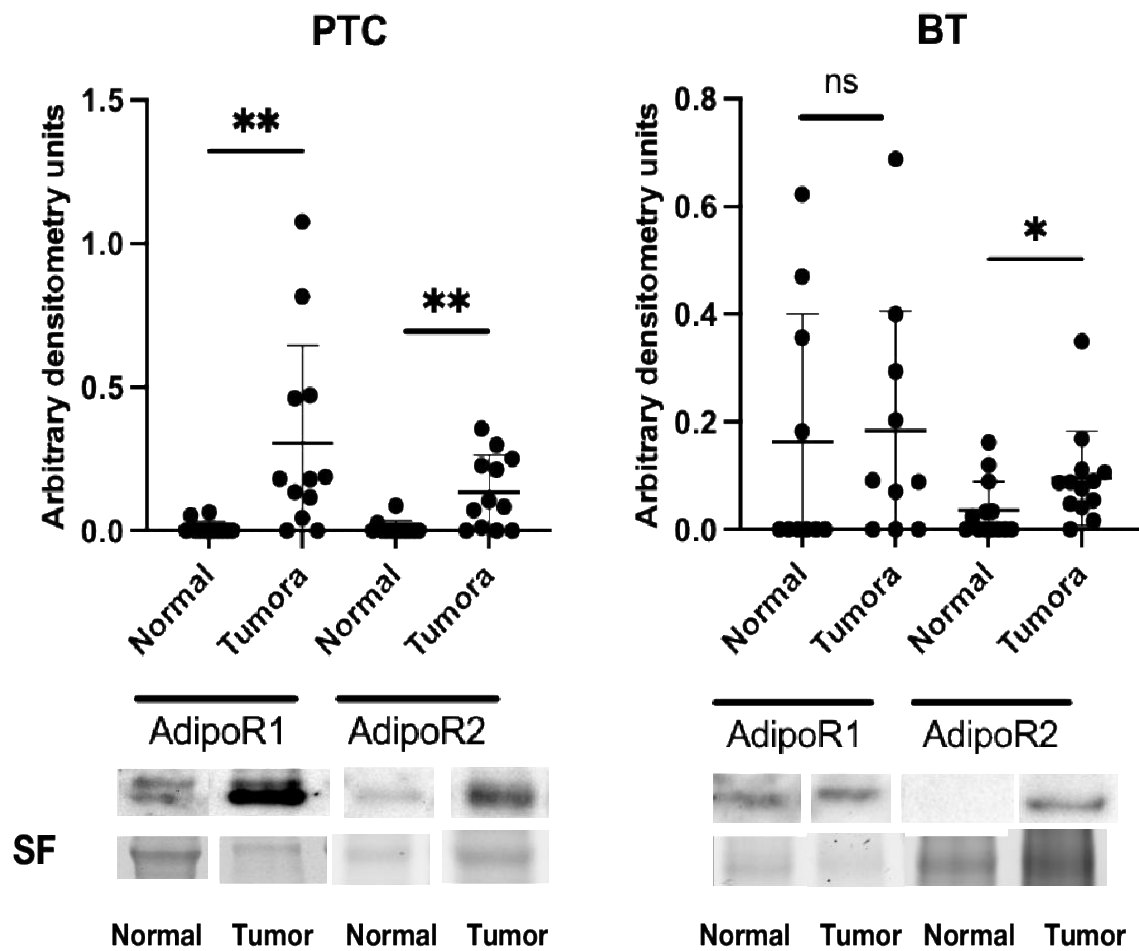 PTC
BT
Arbitrary densitometry units
1.5
1.0
0.5
0.0
**
**
Normal
Tumora
Normal
Tumora
AdipoR1
AdipoR2
Arbitrary densitometry units
0.8
0.6
0.4
0.2
0.0
ns
*
Normal
Tumora
Normal
Tumora
AdipoR1
AdipoR2
SF
Normal Tumor Normal Tumor
Normal Tumor Normal Tumor